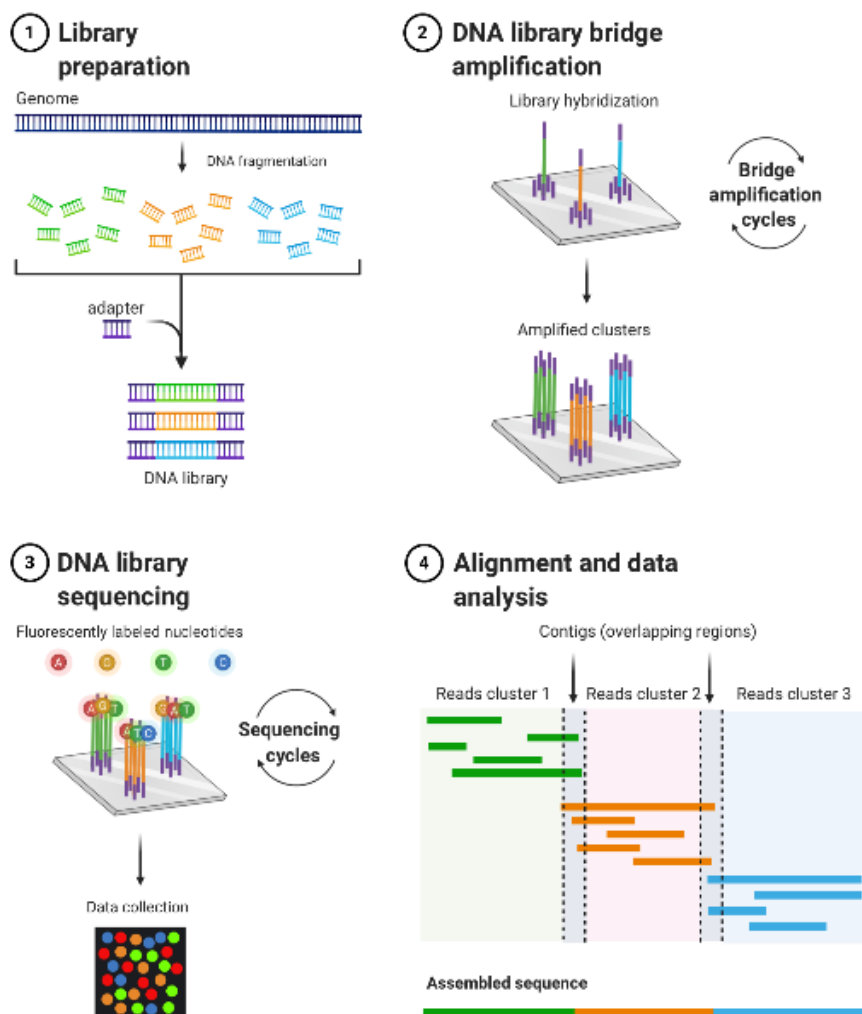 1 Library
preparation
Genome
DNA fragmentation
adapter
DNA library
2 DNA library bridge
amplification
Library hybridization
Bridge
amplification
cycles
Amplified clusters
3 DNA library
sequencing
Fluorescently labeled nucleotides
A G T C
A G T G A T
A T C
Sequencing
cycles
Data collection
4 Alignment and data
analysis
Contigs (overlapping regions)
Reads cluster 1 Reads cluster 2 Reads cluster 3
Assembled sequence